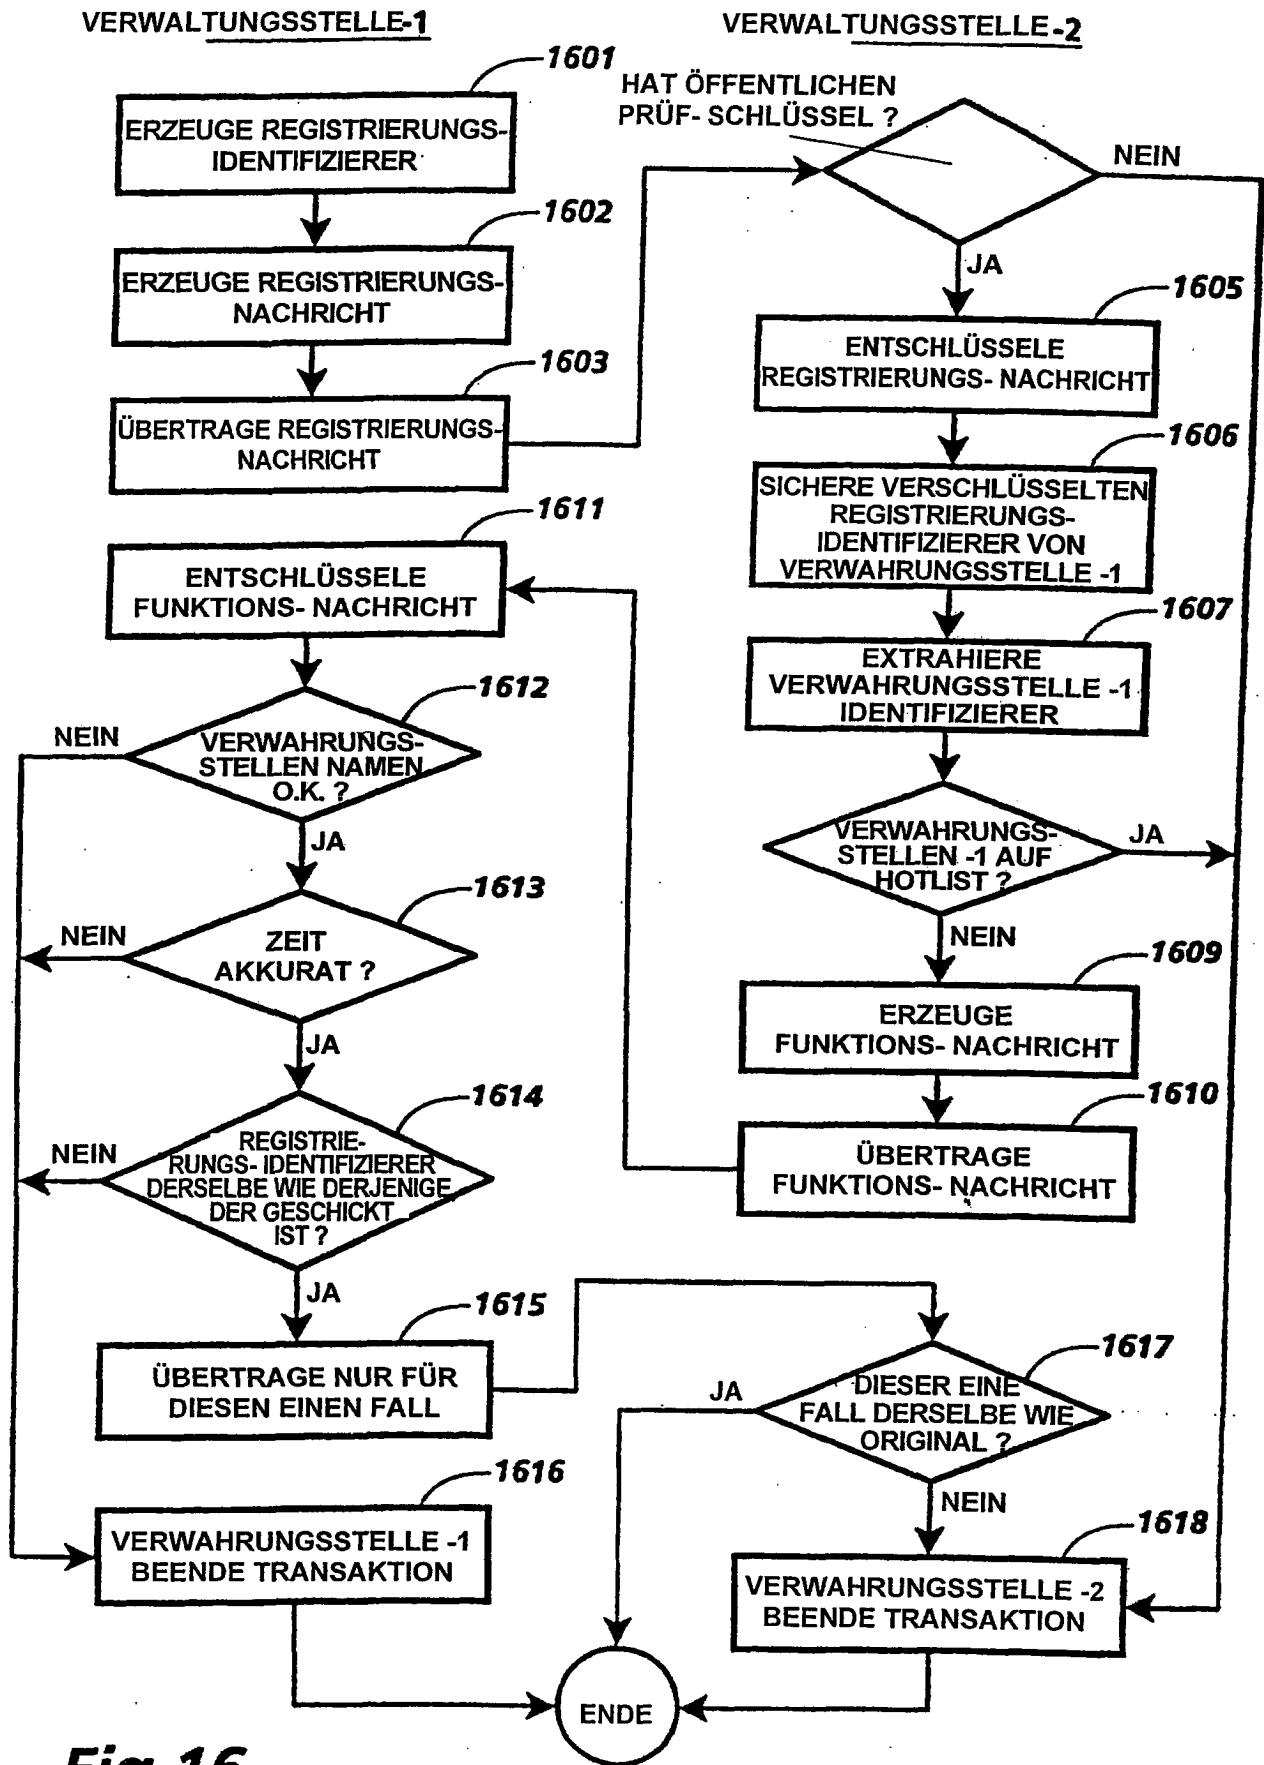 VERWALTUNGSSTELLE-1
1601
ERZEUGE REGISTRIERUNGS-
IDENTIFIZIERER
1602
ERZEUGE REGISTRIERUNGS-
NACHRICHT
1603
ÜBERTRAGE REGISTRIERUNGS-
NACHRICHT
1611
ENTSCHLÜSSELE
FUNKTIONS- NACHRICHT
1612
NEIN
VERWAHRUNGS-
STELLEN NAMEN
O.K. ?
JA
1613
NEIN
ZEIT
AKKURAT ?
JA
1614
NEIN
REGISTRIE-
RUNGS- IDENTIFIZIERER
DERSELBE WIE DERJENIGE
DER GESCHICKT
IST ?
JA
1615
ÜBERTRAGE NUR FÜR
DIESEN EINEN FALL
1616
VERWAHRUNGSSTELLE -1
BEENDE TRANSAKTION
VERWALTUNGSSTELLE -2
HAT ÖFFENTLICHEN
PRÜF- SCHLÜSSEL ?
NEIN
JA
1605
ENTSCHLÜSSELE
REGISTRIERUNGS- NACHRICHT
1606
SICHERE VERSCHLÜSSELTEN
REGISTRIERUNGS-
IDENTIFIZIERER VON
VERWAHRUNGSSTELLE -1
1607
EXTRAHIERE
VERWAHRUNGSSTELLE -1
IDENTIFIZIERER
VERWAHRUNGS-
STELLEN -1 AUF
HOTLIST ?
JA
NEIN
1609
ERZEUGE
FUNKTIONS- NACHRICHT
1610
ÜBERTRAGE
FUNKTIONS- NACHRICHT
1617
JA
DIESER EINE
FALL DERSELBE WIE
ORIGINAL ?
NEIN
1618
VERWAHRUNGSSTELLE -2
BEENDE TRANSAKTION
ENDE
Fig.16